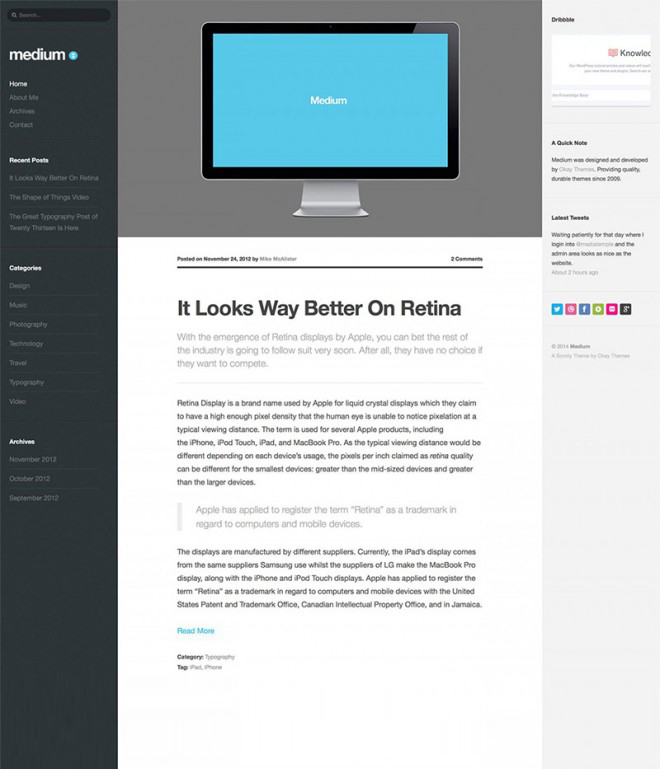 Search...
medium
Home
About Me
Archives
Contact
Recent Posts
It Looks Way Better On Retina
The Shape of Things Video
The Great Typography Post of
Twenty Thirteen Is Here
Categories
Design
Music
Photography
Technology
Travel
Typography
Video
Archives
November 2012
October 2012
September 2012
Medium
Posted on November 24, 2012 by Mike McAlister
2 Comments
It Looks Way Better On Retina
With the emergence of Retina displays by Apple, you can bet the rest of
the industry is going to follow suit very soon. After all, they have no choice if
they want to compete.
Retina Display is a brand name used by Apple for liquid crystal displays which they claim
to have a high enough pixel density that the human eye is unable to notice pixelation at a
typical viewing distance. The term is used for several Apple products, including
the iPhone, iPod Touch, iPad, and MacBook Pro. As the typical viewing distance would be
different depending on each device's usage, the pixels per inch claimed as retina quality
can be different for the smallest devices: greater than the mid-sized devices and greater
than the larger devices.
Apple has applied to register the term “Retina” as a trademark in
regard to computers and mobile devices.
The displays are manufactured by different suppliers. Currently, the iPad's display comes
from the same suppliers Samsung use whilst the suppliers of LG make the MacBook Pro
display, along with the iPhone and iPod Touch displays. Apple has applied to register the
term “Retina” as a trademark in regard to computers and mobile devices with the United
States Patent and Trademark Office, Canadian Intellectual Property Office, and in Jamaica.
Read More
Category: Typography
Tag: iPad, iPhone
Dribbble
Knowlec
A Quick Note
Medium was designed and developed
by Okay Themes. Providing quality,
durable themes since 2009.
Latest Tweets
Waiting patiently for that day where I
login into and the
admin area looks as nice as the
website.
About 2 hours ago
© 2014 Medium
A Theme by Okay Themes